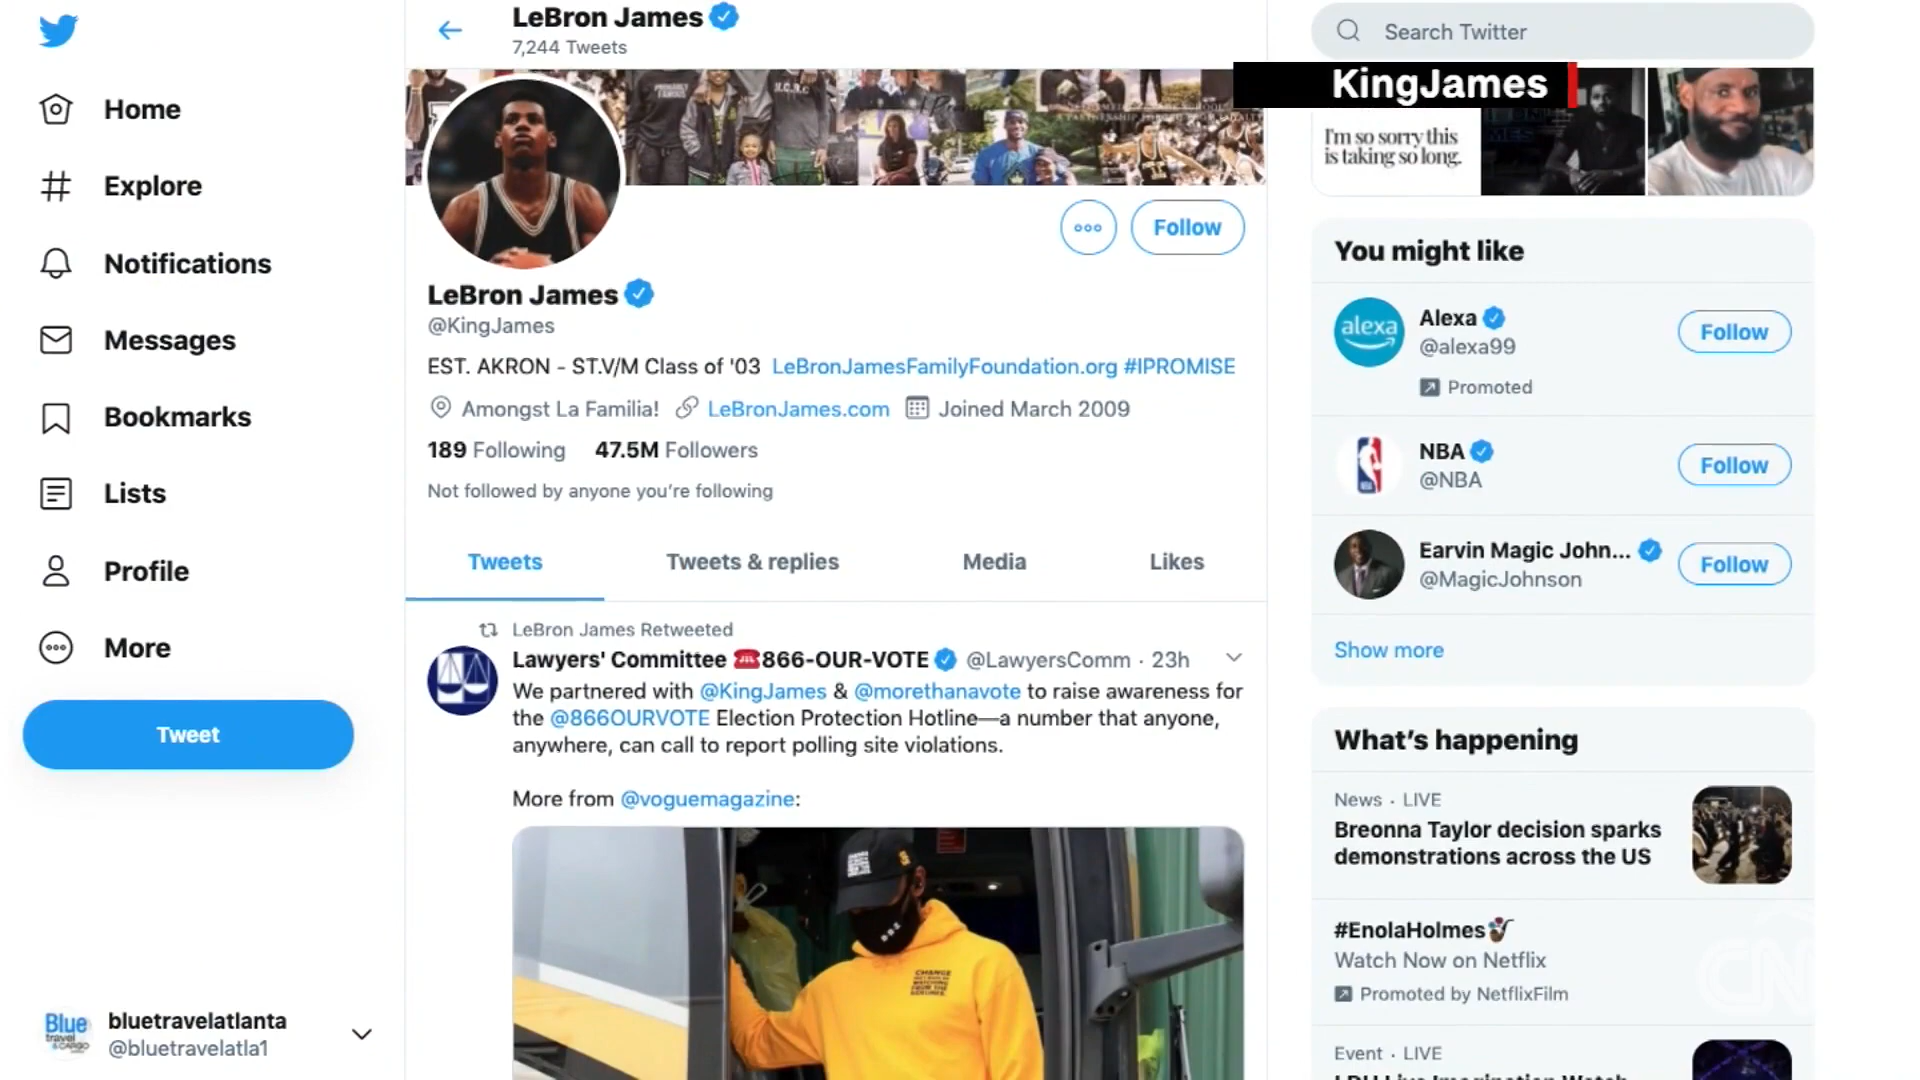 LeBron James
7,244 Tweets
Search Twitter
KingJames
Home
Explore
Notifications
Messages
Bookmarks
Lists
Profile
More
Tweet
Blue
travel
& CARGO
bluetravelatlanta
@bluetravelatla1
Follow
LeBron James
@KingJames
EST. AKRON - ST.V/M Class of '03 LeBronJamesFamilyFoundation.org #IPROMISE
Amongst La Familia! LeBronJames.com Joined March 2009
189 Following 47.5M Followers
Not followed by anyone you're following
Tweets Tweets & replies Media Likes
LeBron James Retweeted
Lawyers' Committee ☎️866-OUR-VOTE @LawyersComm · 23h
We partnered with @KingJames & @morethanavote to raise awareness for
the @866OURVOTE Election Protection Hotline—a number that anyone,
anywhere, can call to report polling site violations.
More from @voguemagazine:
CHANGE
I'm so sorry this
is taking so long.
You might like
alexa
Alexa
@alexa99
Promoted
Follow
NBA
@NBA
Follow
Earvin Magic John...
@MagicJohnson
Follow
Show more
What's happening
News · LIVE
Breonna Taylor decision sparks
demonstrations across the US
#EnolaHolmes
Watch Now on Netflix
Promoted by NetflixFilm
Event · LIVE
CNN